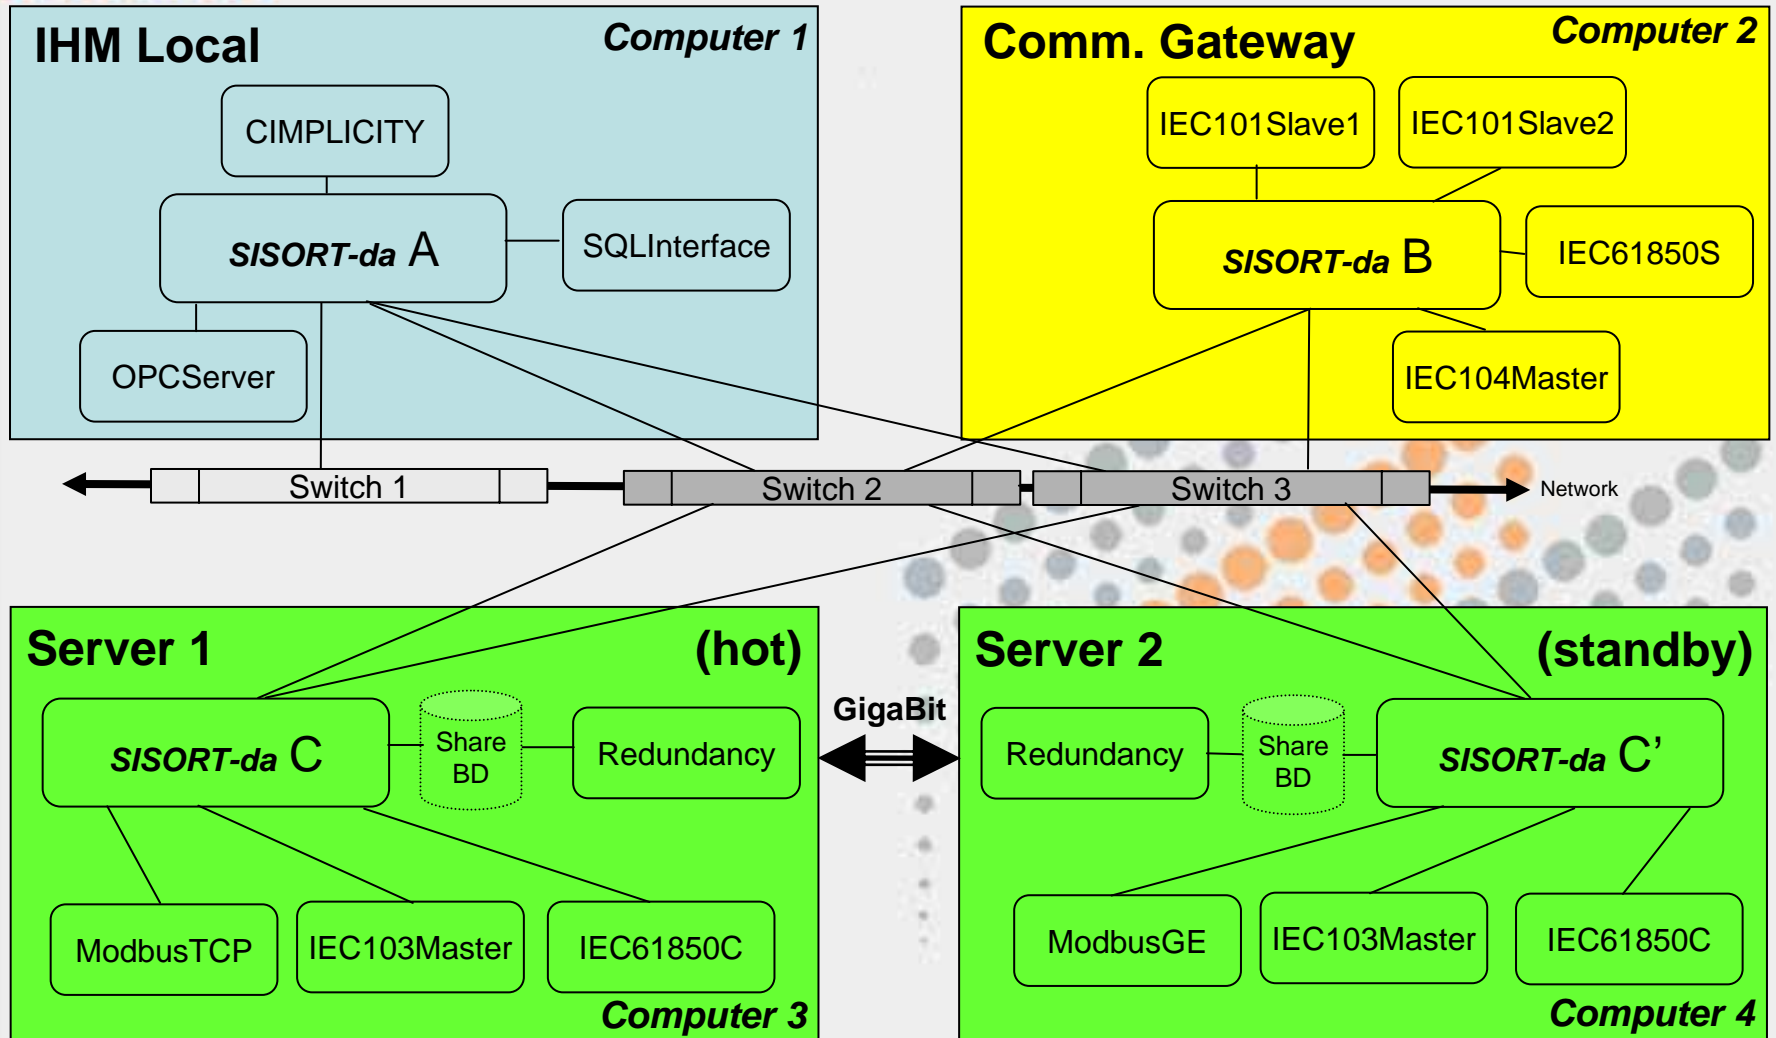 IHM Local
Computer 1
CIMPLICITY
SISORT-da A
SQLInterface
OPCServer
Comm. Gateway
Computer 2
IEC101Slave1
IEC101Slave2
SISORT-da B
IEC61850S
IEC104Master
Switch 1
Switch 2
Switch 3
Network
Server 1
(hot)
SISORT-da C
Share
BD
Redundancy
ModbusTCP
IEC103Master
IEC61850C
Computer 3
GigaBit
Server 2
(standby)
Redundancy
Share
BD
SISORT-da C’
ModbusGE
IEC103Master
IEC61850C
Computer 4